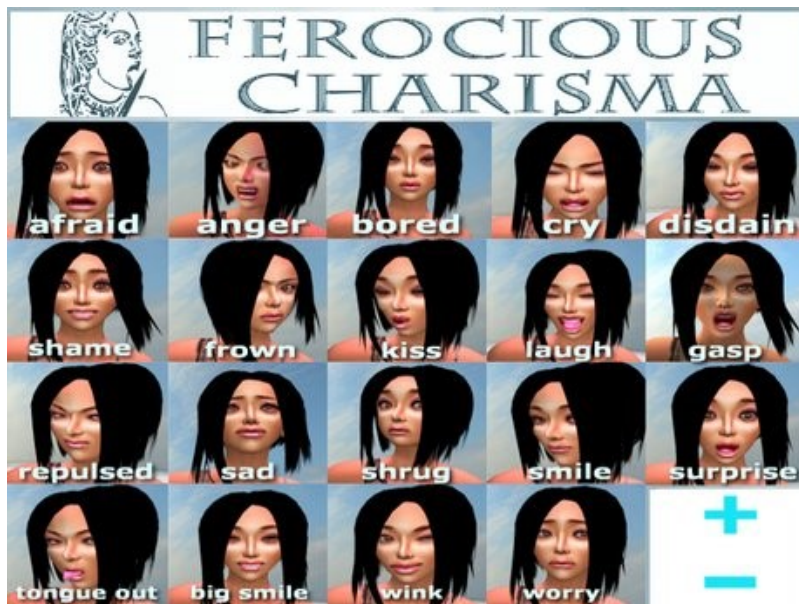 FEROCIOUS
CHARISMA
afraid anger bored cry disdain
shame frown kiss laugh gasp
repulsed sad shrug smile surprise
tongue out big smile wink worry
+
−